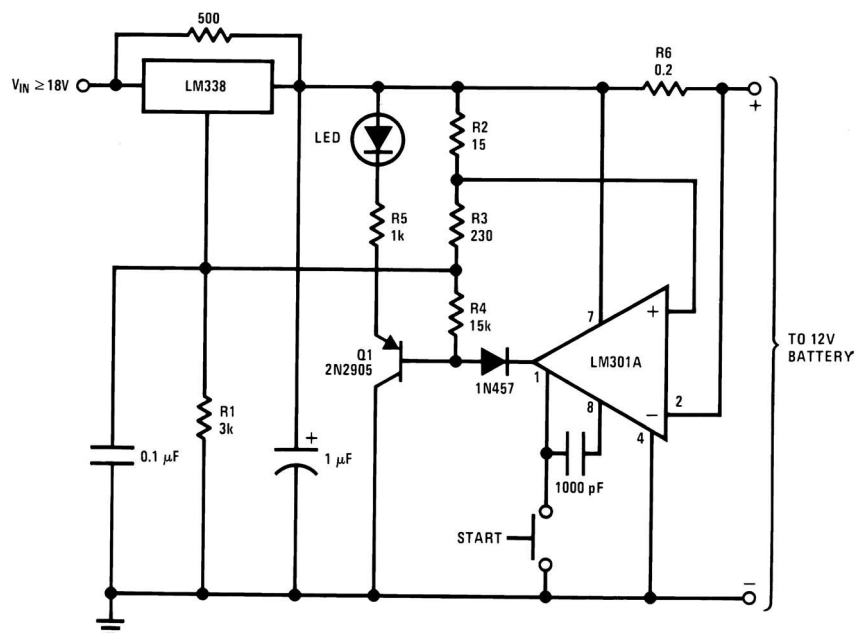 500
V_IN ≥ 18V
LM338
R6
0.2
+
LED
R2
15
R5
1k
R3
230
R4
15k
7
+
LM301A
TO 12V
BATTERY
Q1
2N2905
1N457
1
8
2
−
4
R1
3k
0.1 μF
+
1 μF
1000 pF
START
−